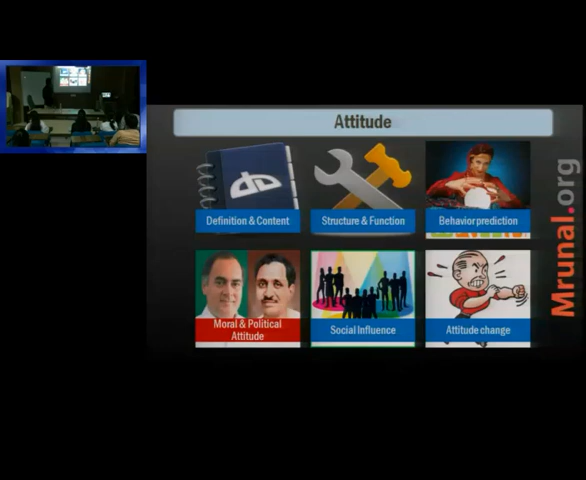 Attitude
Definition & Content
Structure & Function
Behavior prediction
Moral & Political
Attitude
Social Influence
Attitude change
Mrunal.org